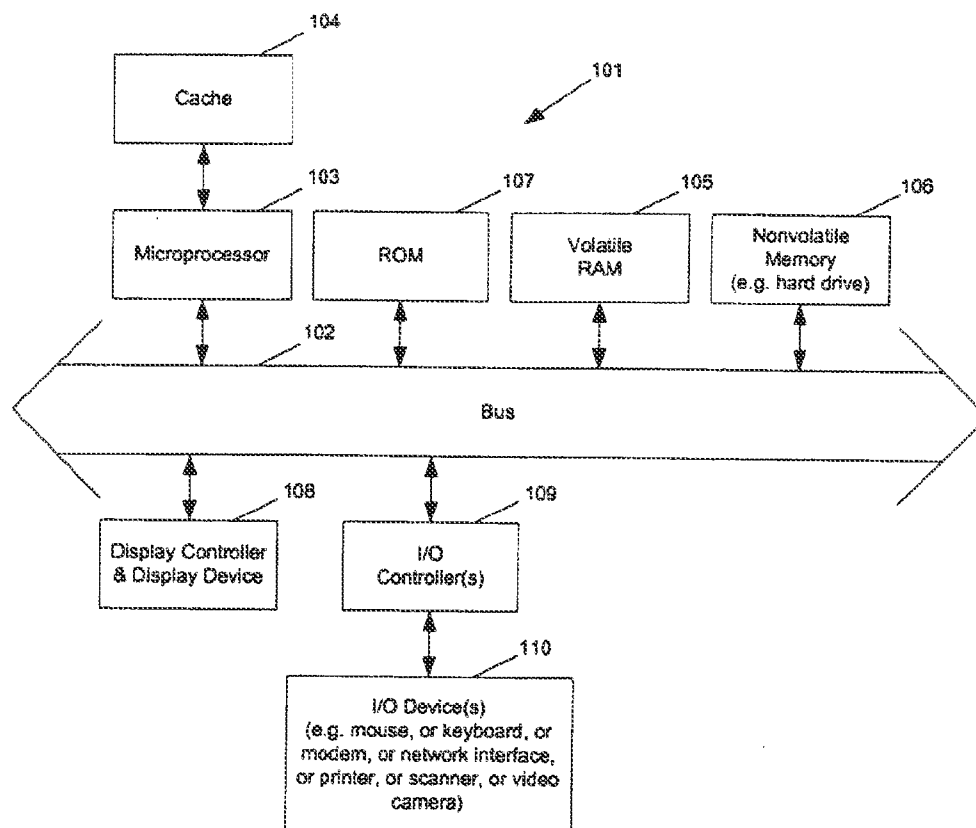 104
Cache
101
103
107
105
106
Microprocessor
ROM
Volatile
RAM
Nonvolatile
Memory
(e.g. hard drive)
102
Bus
108
109
Display Controller
& Display Device
I/O
Controller(s)
110
I/O Device(s)
(e.g. mouse, or keyboard, or
modem, or network interface,
or printer, or scanner, or video
camera)